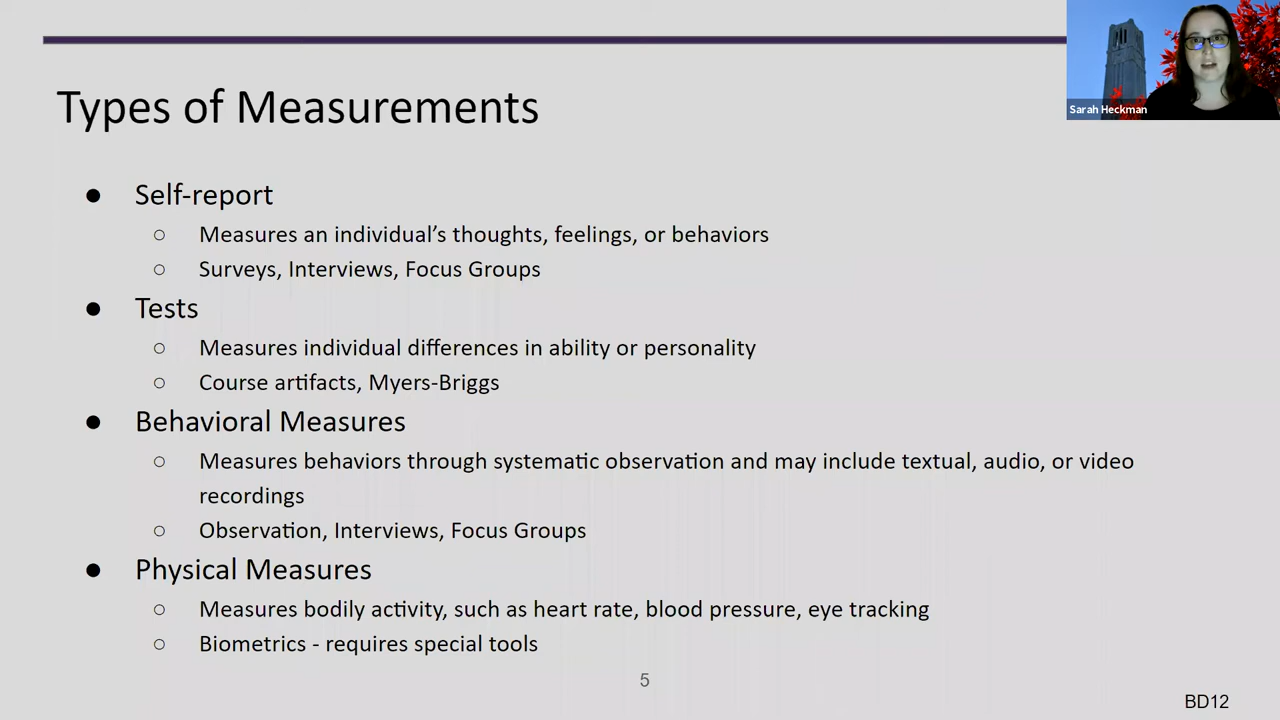 Sarah Heckman
Types of Measurements
● Self-report
○ Measures an individual’s thoughts, feelings, or behaviors
○ Surveys, Interviews, Focus Groups
● Tests
○ Measures individual differences in ability or personality
○ Course artifacts, Myers-Briggs
● Behavioral Measures
○ Measures behaviors through systematic observation and may include textual, audio, or video
recordings
○ Observation, Interviews, Focus Groups
● Physical Measures
○ Measures bodily activity, such as heart rate, blood pressure, eye tracking
○ Biometrics - requires special tools
5
BD12